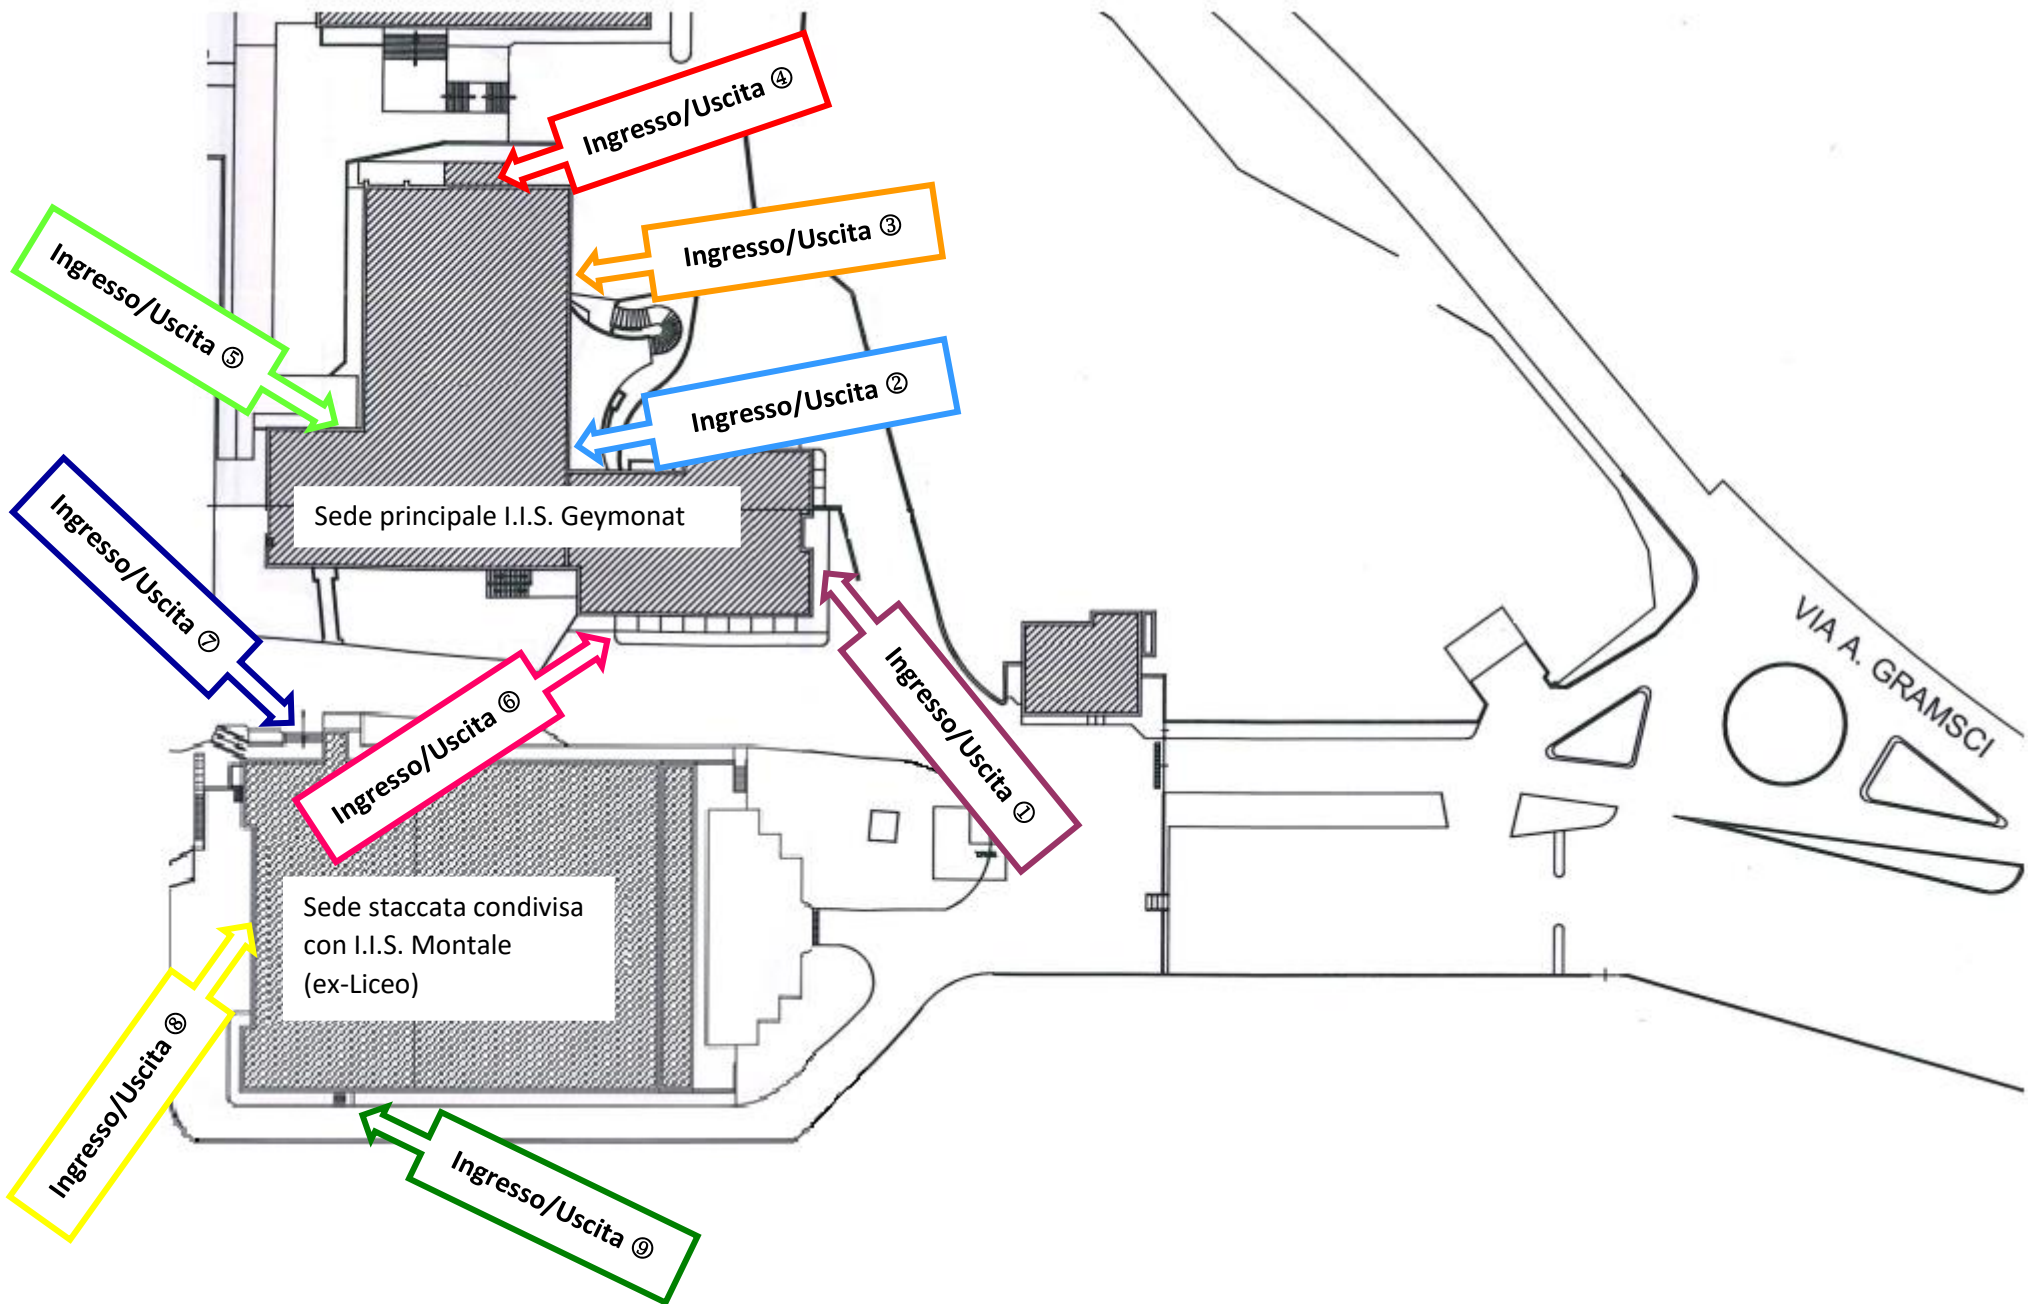 Ingresso/Uscita ④
Ingresso/Uscita ③
Ingresso/Uscita ⑤
Ingresso/Uscita ②
Sede principale I.I.S. Geymonat
Ingresso/Uscita ⑦
Ingresso/Uscita ⑥
Ingresso/Uscita ①
VIA A. GRAMSCI
Sede staccata condivisa
con I.I.S. Montale
(ex-Liceo)
Ingresso/Uscita ⑧
Ingresso/Uscita ⑨